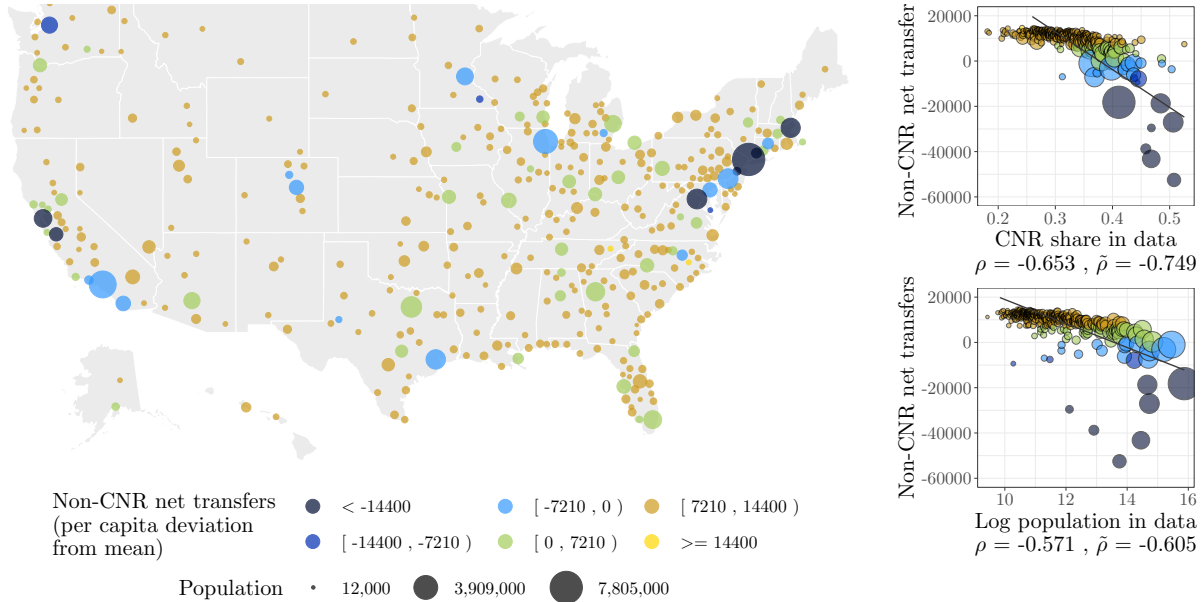 Non-CNR net transfers
(per capita deviation
from mean)
< -14400
[ -7210 , 0 )
[ 7210 , 14400 )
[ -14400 , -7210 )
[ 0 , 7210 )
>= 14400
Population
12,000
3,909,000
7,805,000
Non-CNR net transfer
20000
0
-20000
-40000
-60000
0.2
0.3
0.4
0.5
CNR share in data
ρ = -0.653 , ρ̃ = -0.749
Non-CNR net transfers
20000
0
-20000
-40000
-60000
10
12
14
16
Log population in data
ρ = -0.571 , ρ̃ = -0.605